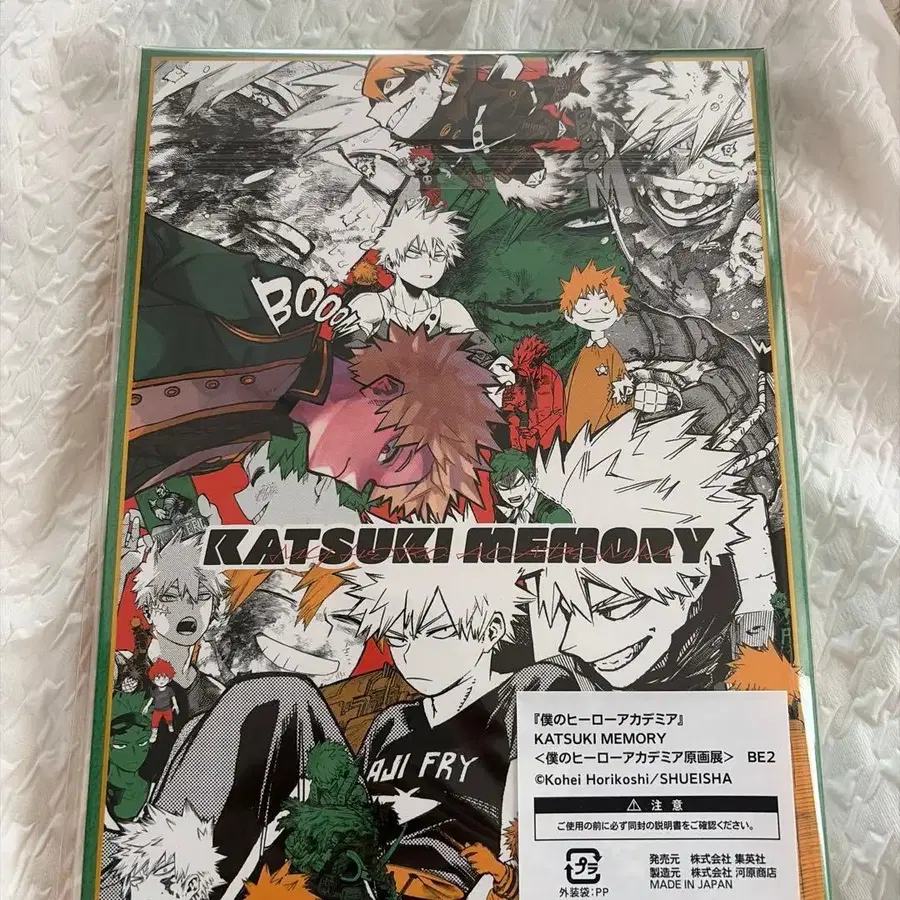 BOOOM
KATSUKI MEMORY
AJI FRY
『僕のヒーローアカデミア』
KATSUKI MEMORY
<僕のヒーローアカデミア原画展> BE2
©Kohei Horikoshi/SHUEISHA
⚠ 注 意
ご使用の前に必ず同封の説明書をご確認ください。
プラ
外装袋:PP
発売元 株式会社 集英社
製造元 株式会社 河原商店
MADE IN JAPAN